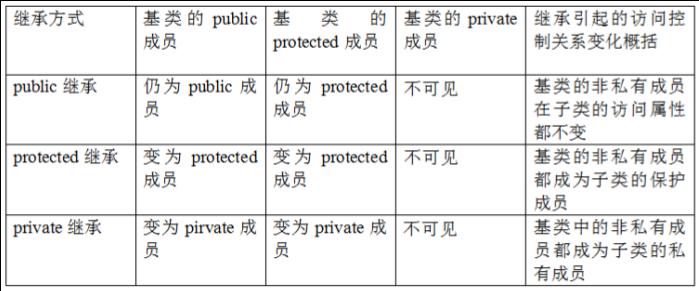 继承方式
基类的 public
成员
基类的
protected 成员
基类的 private
成员
继承引起的访问控
制关系变化概括
public 继承
仍为 public 成
员
仍为 protected
成员
不可见
基类的非私有成员
在子类的访问属性
都不变
protected 继承
变为 protected
成员
变为 protected
成员
不可见
基类的非私有成员
都成为子类的保护
成员
private 继承
变为 pirvate 成
员
变为 private 成
员
不可见
基类中的非私有成
员都成为子类的私
有成员